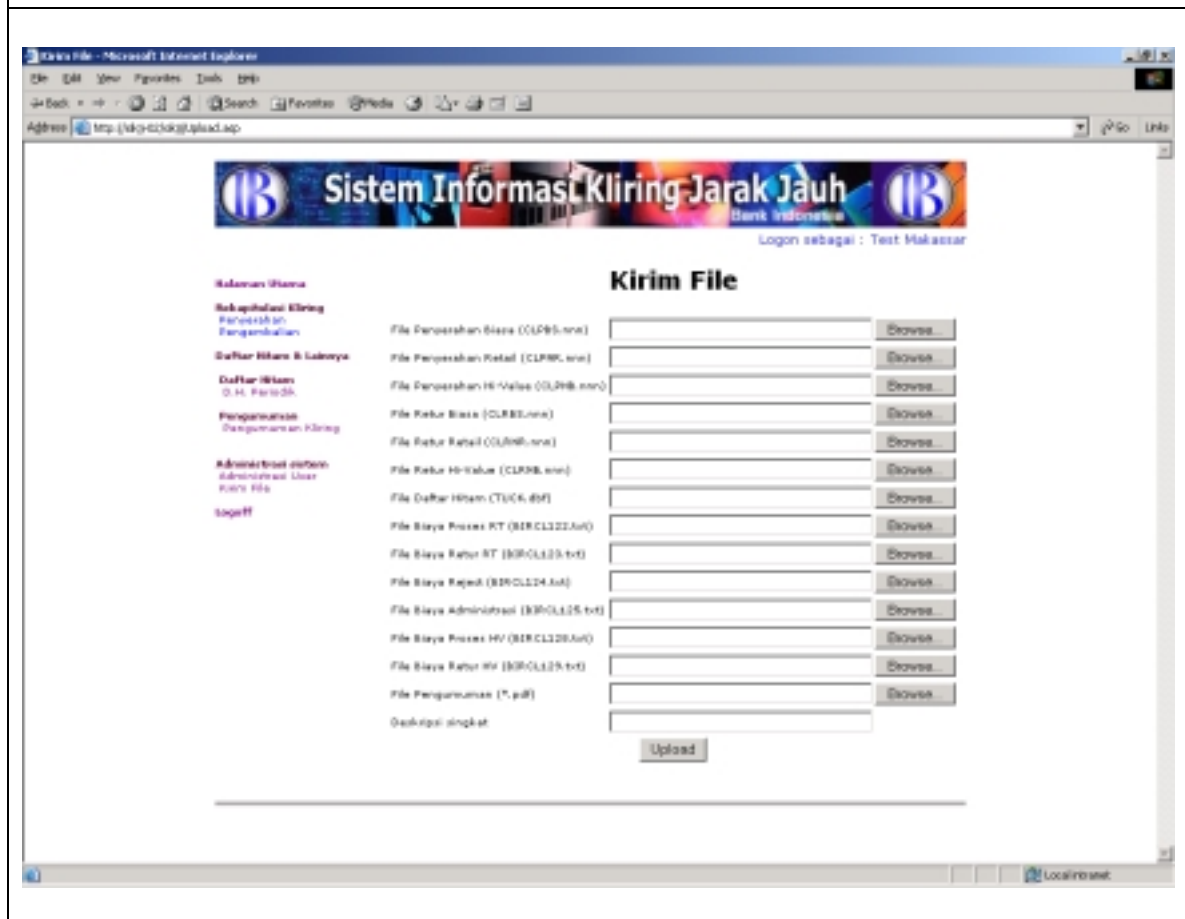 Kirim File - Microsoft Internet Explorer
File Edit View Favorites Tools Help
Back Search Favorites Media
Address Go Links
Sistem Informasi Kliring Jarak Jauh
Bank Indonesia
Logon sebagai : Test Makassar
Kirim File
Halaman Utama
Rekapitulasi Kliring
Penyerahan
Pengembalian
Daftar Hitam & Lainnya
Daftar Hitam
D.H. Periodik
Pengumuman
Pengumuman Kliring
Administrasi sistem
Administrasi User
Kirim File
Logoff
File Penyerahan Biasa (CLPBS.nnn) Browse...
File Penyerahan Retail (CLPMR.nnn) Browse...
File Penyerahan Hi-Value (CLPMB.nnn) Browse...
File Retur Biasa (CLRBS.nnn) Browse...
File Retur Retail (CLRMR.nnn) Browse...
File Retur Hi-Value (CLRMB.nnn) Browse...
File Daftar Hitam (TUCK.dbf) Browse...
File Biaya Proses RT (BIRCL122.txt) Browse...
File Biaya Retur RT (BIRCL123.txt) Browse...
File Biaya Reject (BIRCL124.txt) Browse...
File Biaya Administrasi (BIRCL125.txt) Browse...
File Biaya Proses HV (BIRCL128.txt) Browse...
File Biaya Retur HV (BIRCL129.txt) Browse...
File Pengumuman (*.pdf) Browse...
Deskripsi singkat
Upload
Local intranet